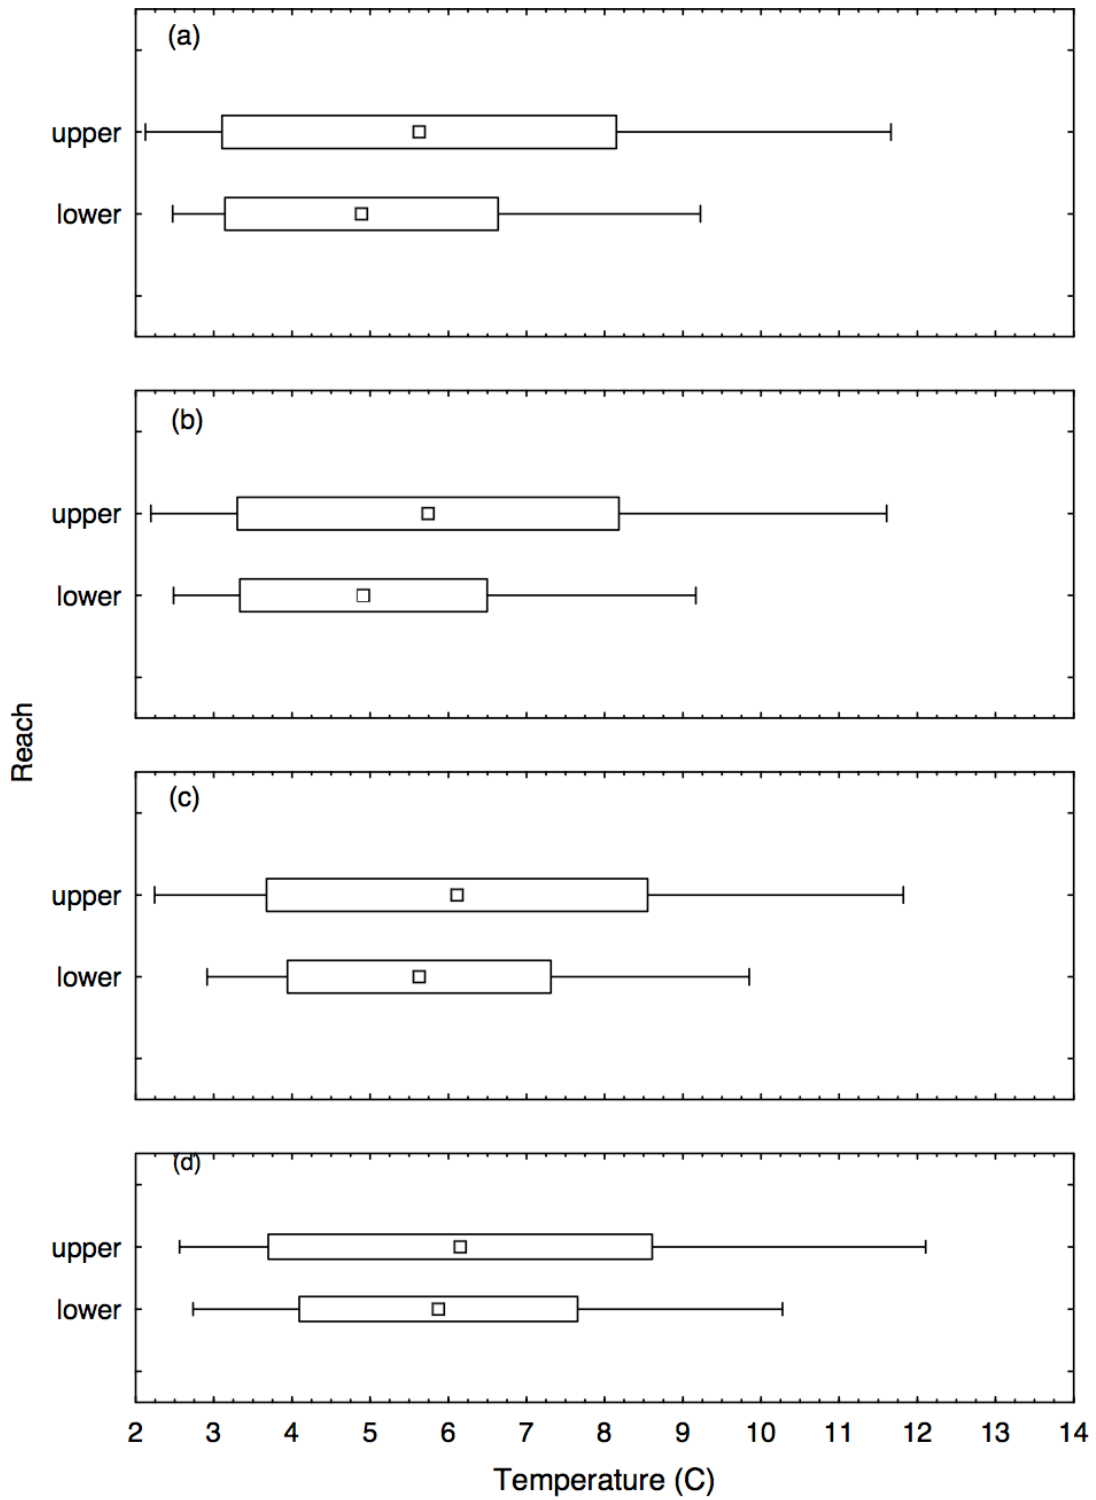 (a)
upper
lower
(b)
upper
lower
Reach
(c)
upper
lower
(d)
upper
lower
2 3 4 5 6 7 8 9 10 11 12 13 14
Temperature (C)